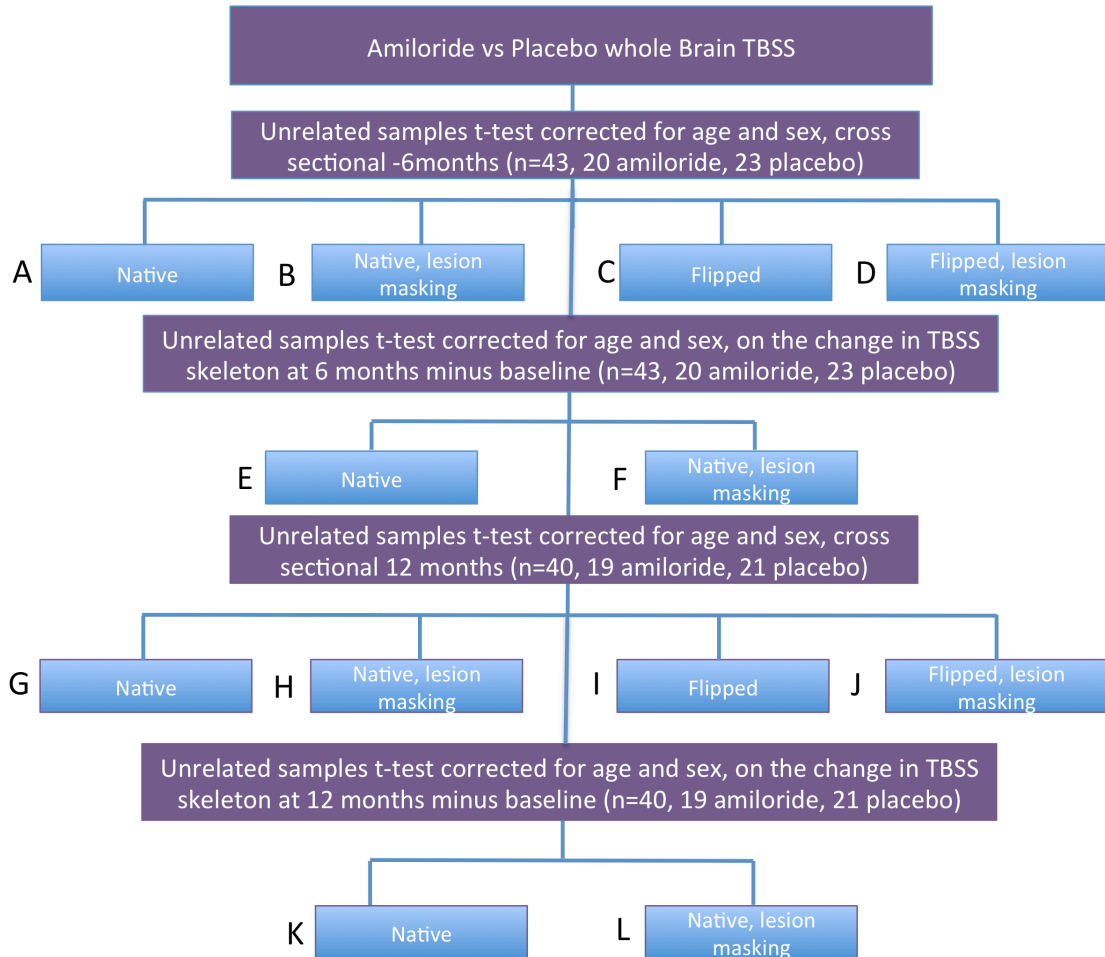 Amiloride vs Placebo whole Brain TBSS
Unrelated samples t-test corrected for age and sex, cross
sectional -6months (n=43, 20 amiloride, 23 placebo)
A
Native
B
Native, lesion
masking
C
Flipped
D
Flipped, lesion
masking
Unrelated samples t-test corrected for age and sex, on the change in TBSS
skeleton at 6 months minus baseline (n=43, 20 amiloride, 23 placebo)
E
Native
F
Native, lesion
masking
Unrelated samples t-test corrected for age and sex, cross
sectional 12 months (n=40, 19 amiloride, 21 placebo)
G
Native
H
Native, lesion
masking
I
Flipped
J
Flipped, lesion
masking
Unrelated samples t-test corrected for age and sex, on the change in TBSS
skeleton at 12 months minus baseline (n=40, 19 amiloride, 21 placebo)
K
Native
L
Native, lesion
masking